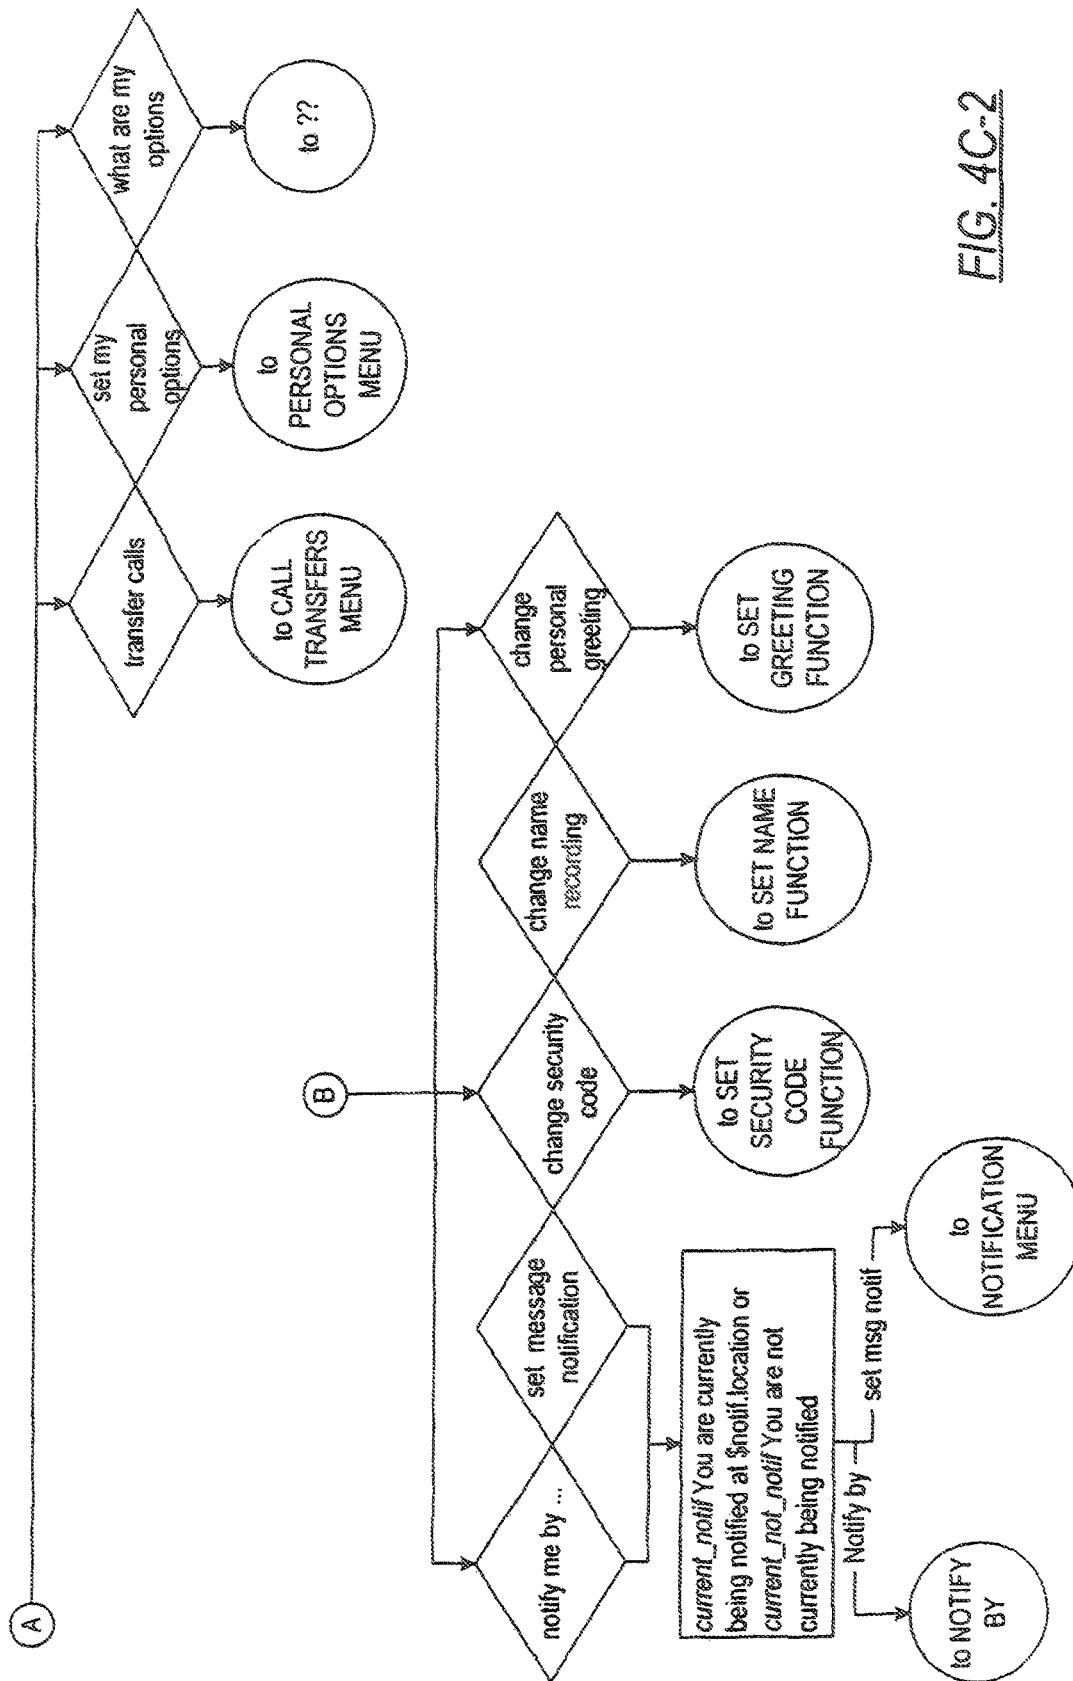 A
transfer calls
set my
personal
options
what are my
options
to CALL
TRANSFERS
MENU
to
PERSONAL
OPTIONS
MENU
to ??
B
notify me by ...
set message
notification
change security
code
change name
recording
change
personal
greeting
current_notif You are currently
being notified at $notif.location or
current_not_notif You are not
currently being notified
to SET
SECURITY
CODE
FUNCTION
to SET NAME
FUNCTION
to SET
GREETING
FUNCTION
Notify by
set msg notif
to NOTIFY
BY
to
NOTIFICATION
MENU
FIG. 4C-2